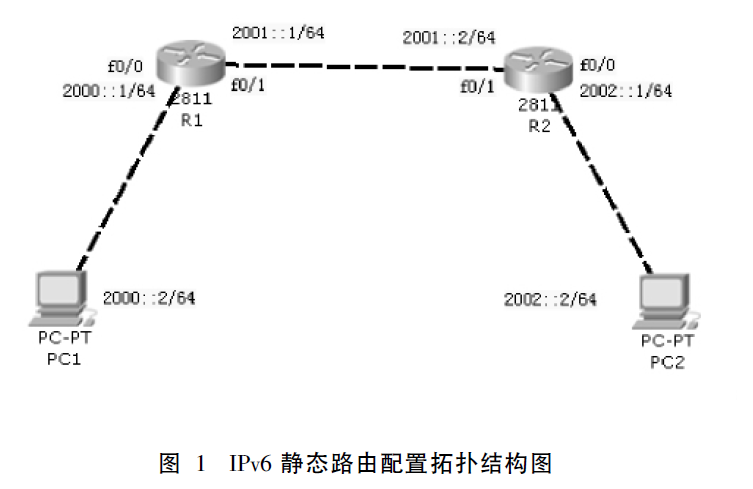 2001::1/64
2001::2/64
f0/0
f0/0
2000::1/64
f0/1
f0/1
2002::1/64
2811
R1
2811
R2
2000::2/64
2002::2/64
PC-PT
PC1
PC-PT
PC2
图 1 IPv6 静态路由配置拓扑结构图